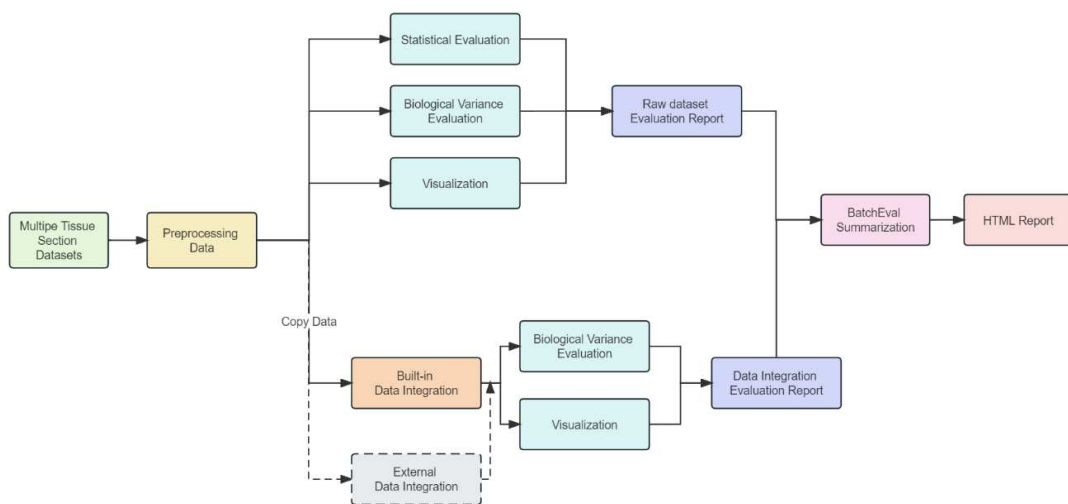 Statistical Evaluation
Biological Variance
Evaluation
Visualization
Raw dataset
Evaluation Report
Multipe Tissue
Section
Datasets
Preprocessing
Data
BatchEval
Summarization
HTML Report
Copy Data
Built-in
Data Integration
External
Data Integration
Biological Variance
Evaluation
Visualization
Data Integration
Evaluation Report